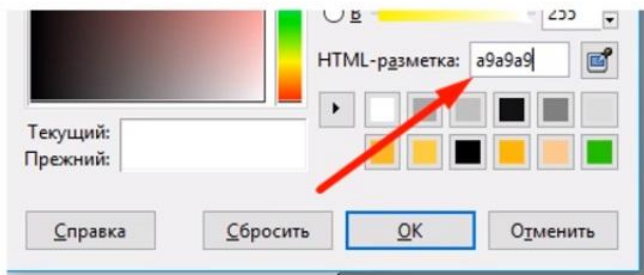 В 255
HTML-разметка: a9a9a9
Текущий:
Прежний:
Справка Сбросить OK Отменить